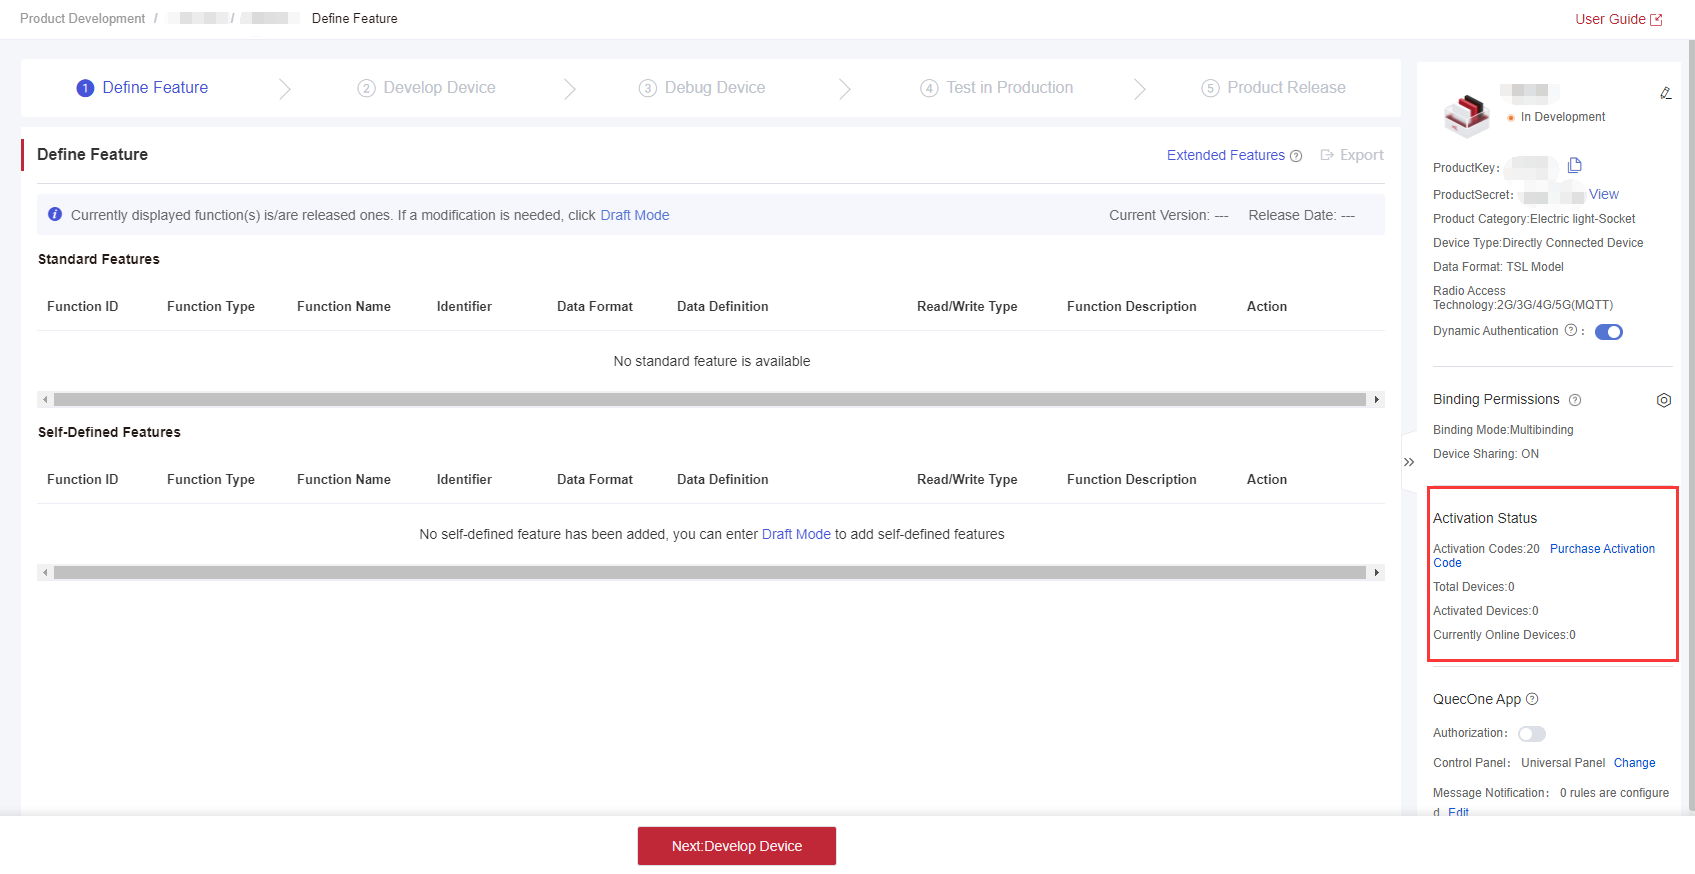 Product Development / / Define Feature
User Guide
1 Define Feature
2 Develop Device
3 Debug Device
4 Test in Production
5 Product Release
Define Feature
Extended Features ?
Export
Currently displayed function(s) is/are released ones. If a modification is needed, click Draft Mode
Current Version: --- Release Date: ---
Standard Features
Function ID Function Type Function Name Identifier Data Format Data Definition Read/Write Type Function Description Action
No standard feature is available
Self-Defined Features
Function ID Function Type Function Name Identifier Data Format Data Definition Read/Write Type Function Description Action
No self-defined feature has been added, you can enter Draft Mode to add self-defined features
Next:Develop Device
In Development
ProductKey:
ProductSecret: View
Product Category:Electric light-Socket
Device Type:Directly Connected Device
Data Format: TSL Model
Radio Access
Technology:2G/3G/4G/5G(MQTT)
Dynamic Authentication ? :
Binding Permissions ?
Binding Mode:Multibinding
Device Sharing: ON
Activation Status
Activation Codes:20 Purchase Activation
Code
Total Devices:0
Activated Devices:0
Currently Online Devices:0
QuecOne App ?
Authorization:
Control Panel: Universal Panel Change
Message Notification: 0 rules are configure
d Edit